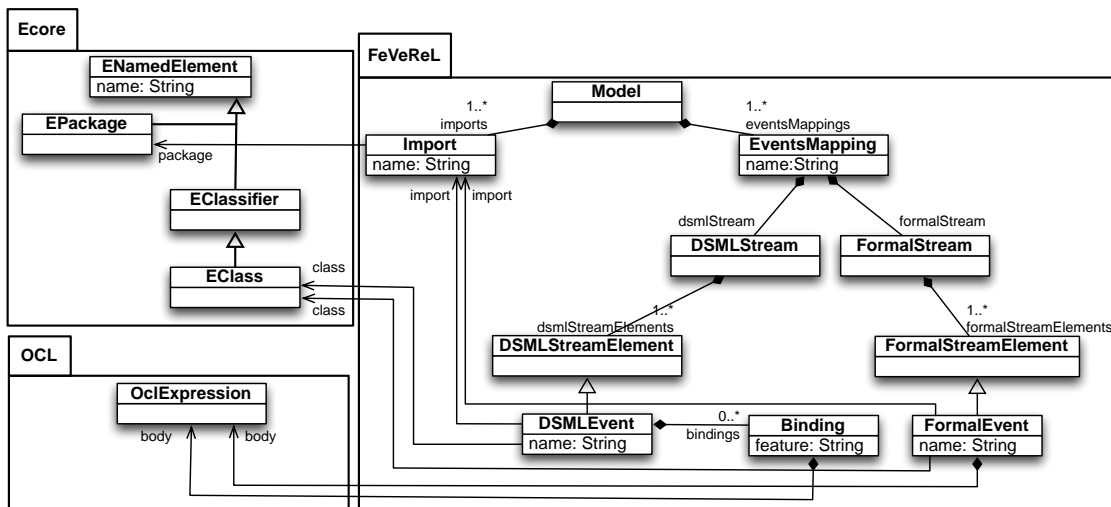 Ecore
ENamedElement
name: String
EPackage
package
EClassifier
EClass
class
class
OCL
OclExpression
body
body
FeVeReL
Model
1..*
imports
1..*
eventsMappings
Import
name: String
import
import
EventsMapping
name:String
dsmlStream
formalStream
DSMLStream
FormalStream
1..*
dsmlStreamElements
1..*
formalStreamElements
DSMLStreamElement
FormalStreamElement
DSMLEvent
name: String
0..*
bindings
Binding
feature: String
FormalEvent
name: String